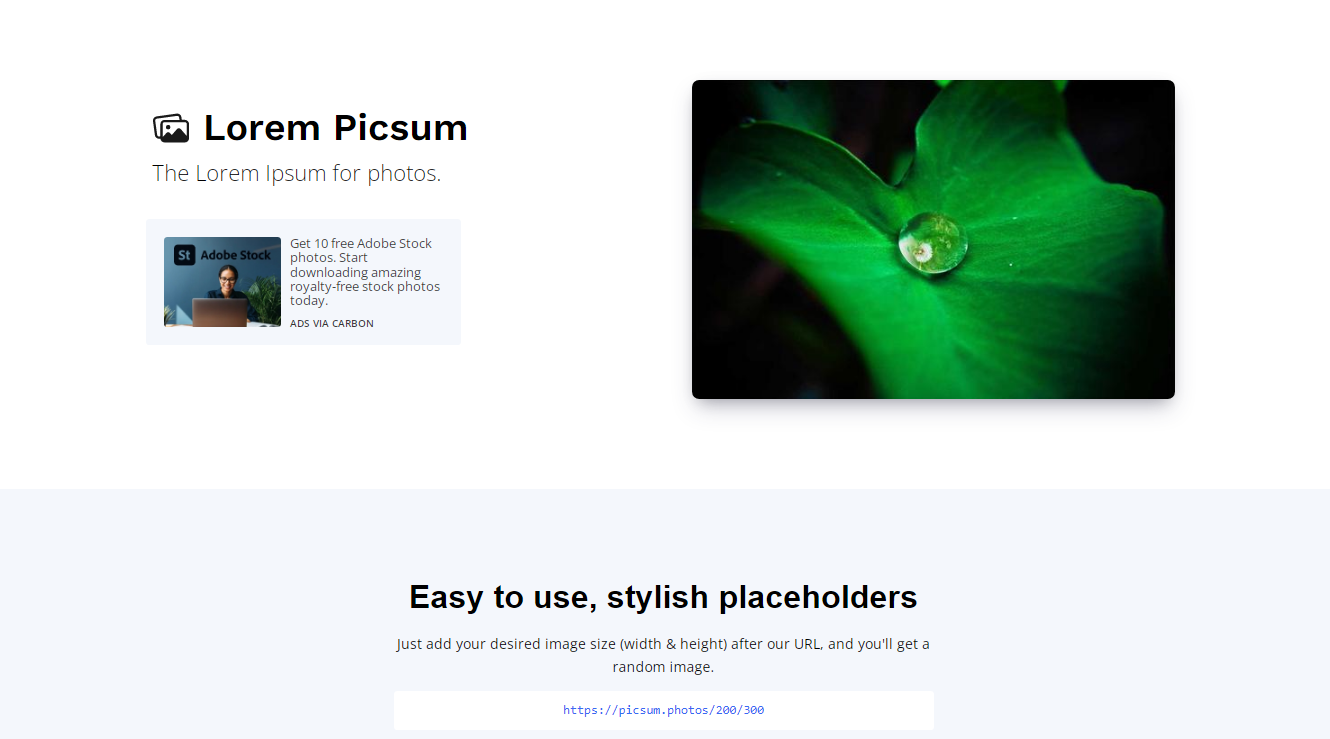 Lorem Picsum
The Lorem Ipsum for photos.
St Adobe Stock
Get 10 free Adobe Stock
photos. Start
downloading amazing
royalty-free stock photos
today.
ADS VIA CARBON
Easy to use, stylish placeholders
Just add your desired image size (width & height) after our URL, and you'll get a
random image.
https://picsum.photos/200/300